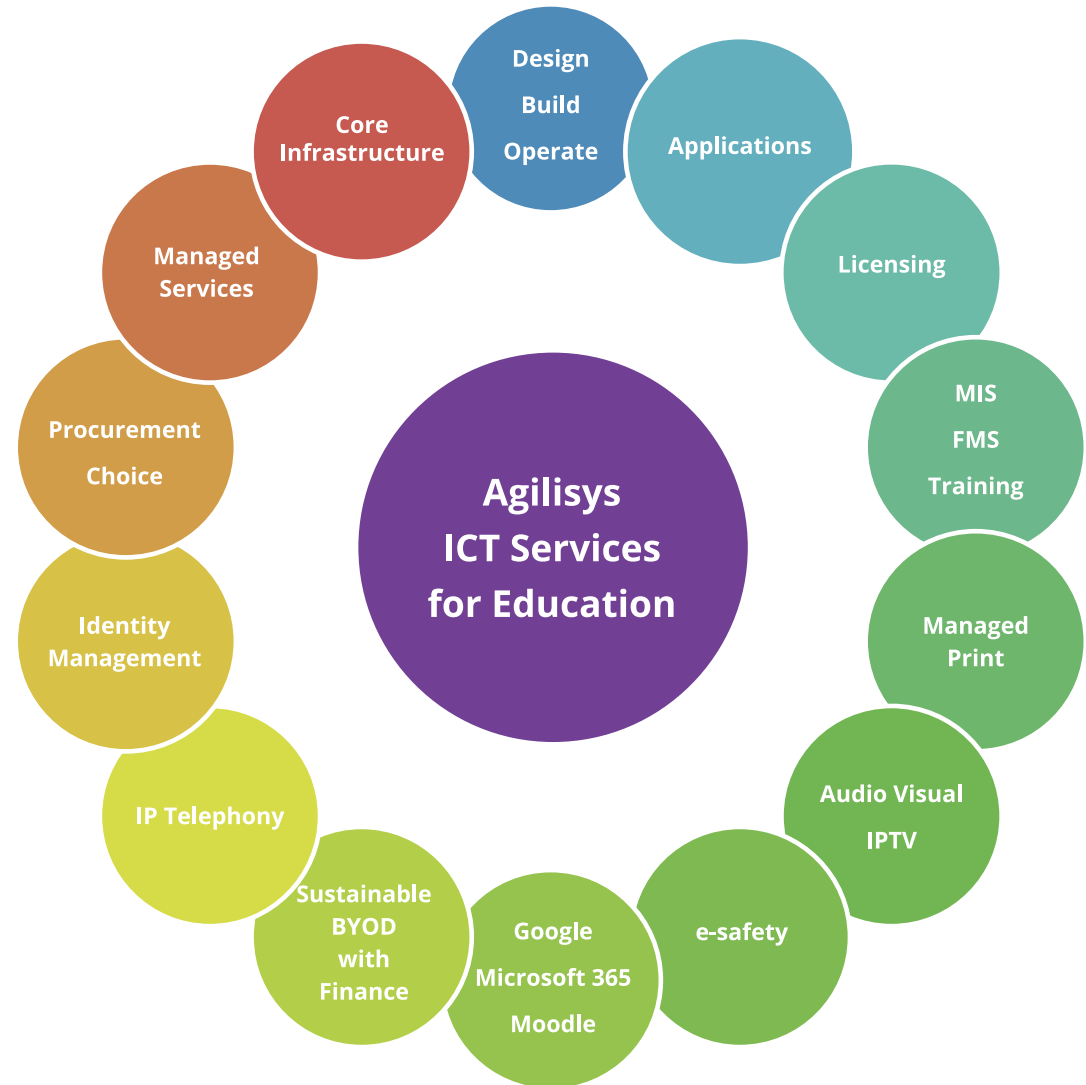 Design
Build
Operate
Applications
Licensing
MIS
FMS
Training
Managed
Print
Audio Visual
IPTV
e-safety
Google
Microsoft 365
Moodle
Sustainable
BYOD
with
Finance
IP Telephony
Identity
Management
Procurement
Choice
Managed
Services
Core
Infrastructure
Agilisys
ICT Services
for Education